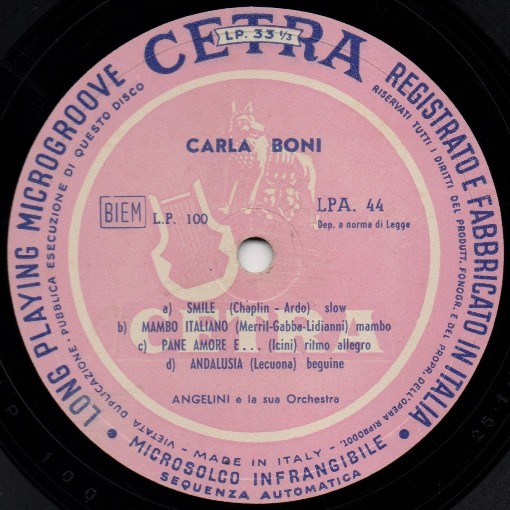 CETRA
LP. 33 1/3
LONG PLAYING MICROGROOVE
REGISTRATO E FABBRICATO IN ITALIA
RISERVATI TUTTI I DIRITTI DEL PRODUTT. FONOGR. E DEL PROPR. DELL'OPERA RIPRODOT. - VIETATA DUPLICAZIONE - PUBBLICA ESECUZIONE DI QUESTO DISCO
CARLA BONI
BIEM
L.P. 100
LPA. 44
Dep. a norma di Legge
CETRA
a) SMILE (Chaplin - Ardo) slow
b) MAMBO ITALIANO (Merril-Gabba-Lidianni) mambo
c) PANE AMORE E... (Icini) ritmo allegro
d) ANDALUSIA (Lecuona) beguine
ANGELINI e la sua Orchestra
MADE IN ITALY
MICROSOLCO INFRANGIBILE
SEQUENZA AUTOMATICA